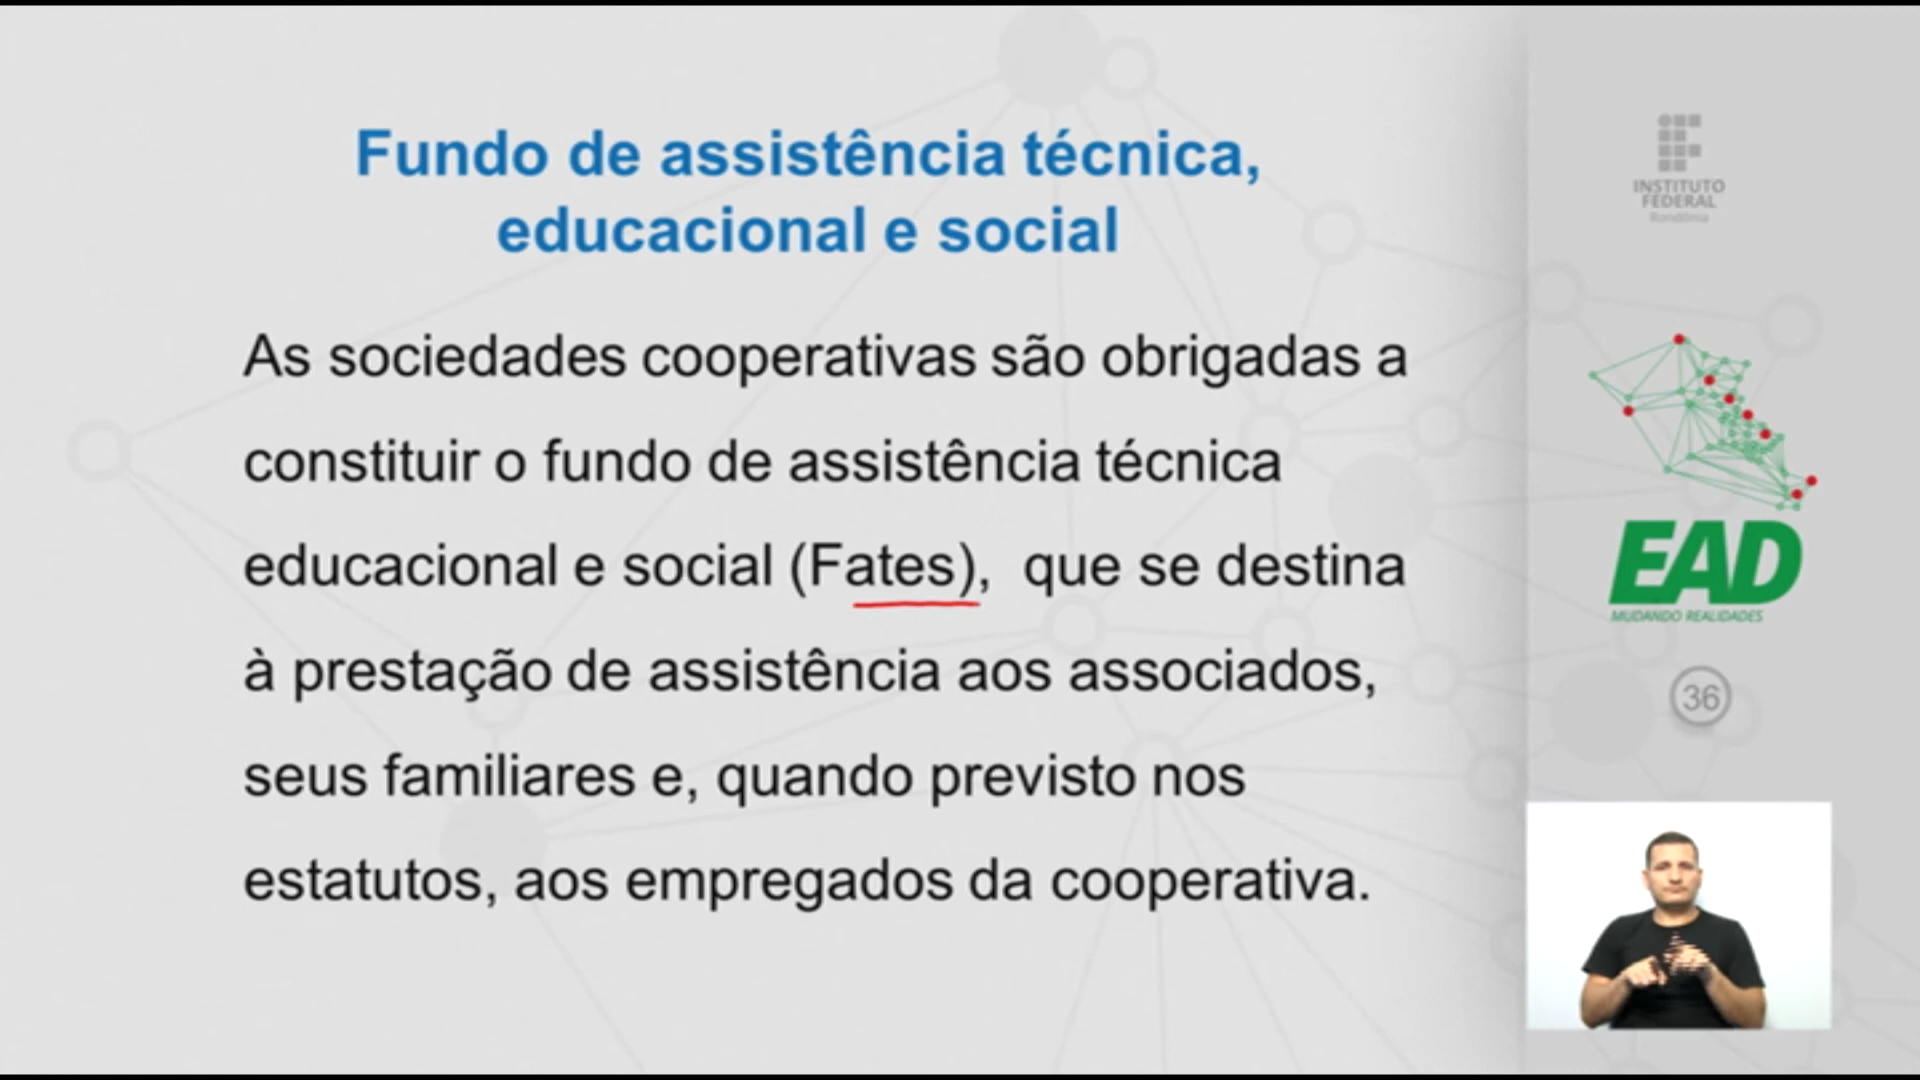 Fundo de assistência técnica,
educacional e social
As sociedades cooperativas são obrigadas a
constituir o fundo de assistência técnica
educacional e social (Fates), que se destina
à prestação de assistência aos associados,
seus familiares e, quando previsto nos
estatutos, aos empregados da cooperativa.
INSTITUTO
FEDERAL
Rondônia
EAD
MUDANDO REALIDADES
36